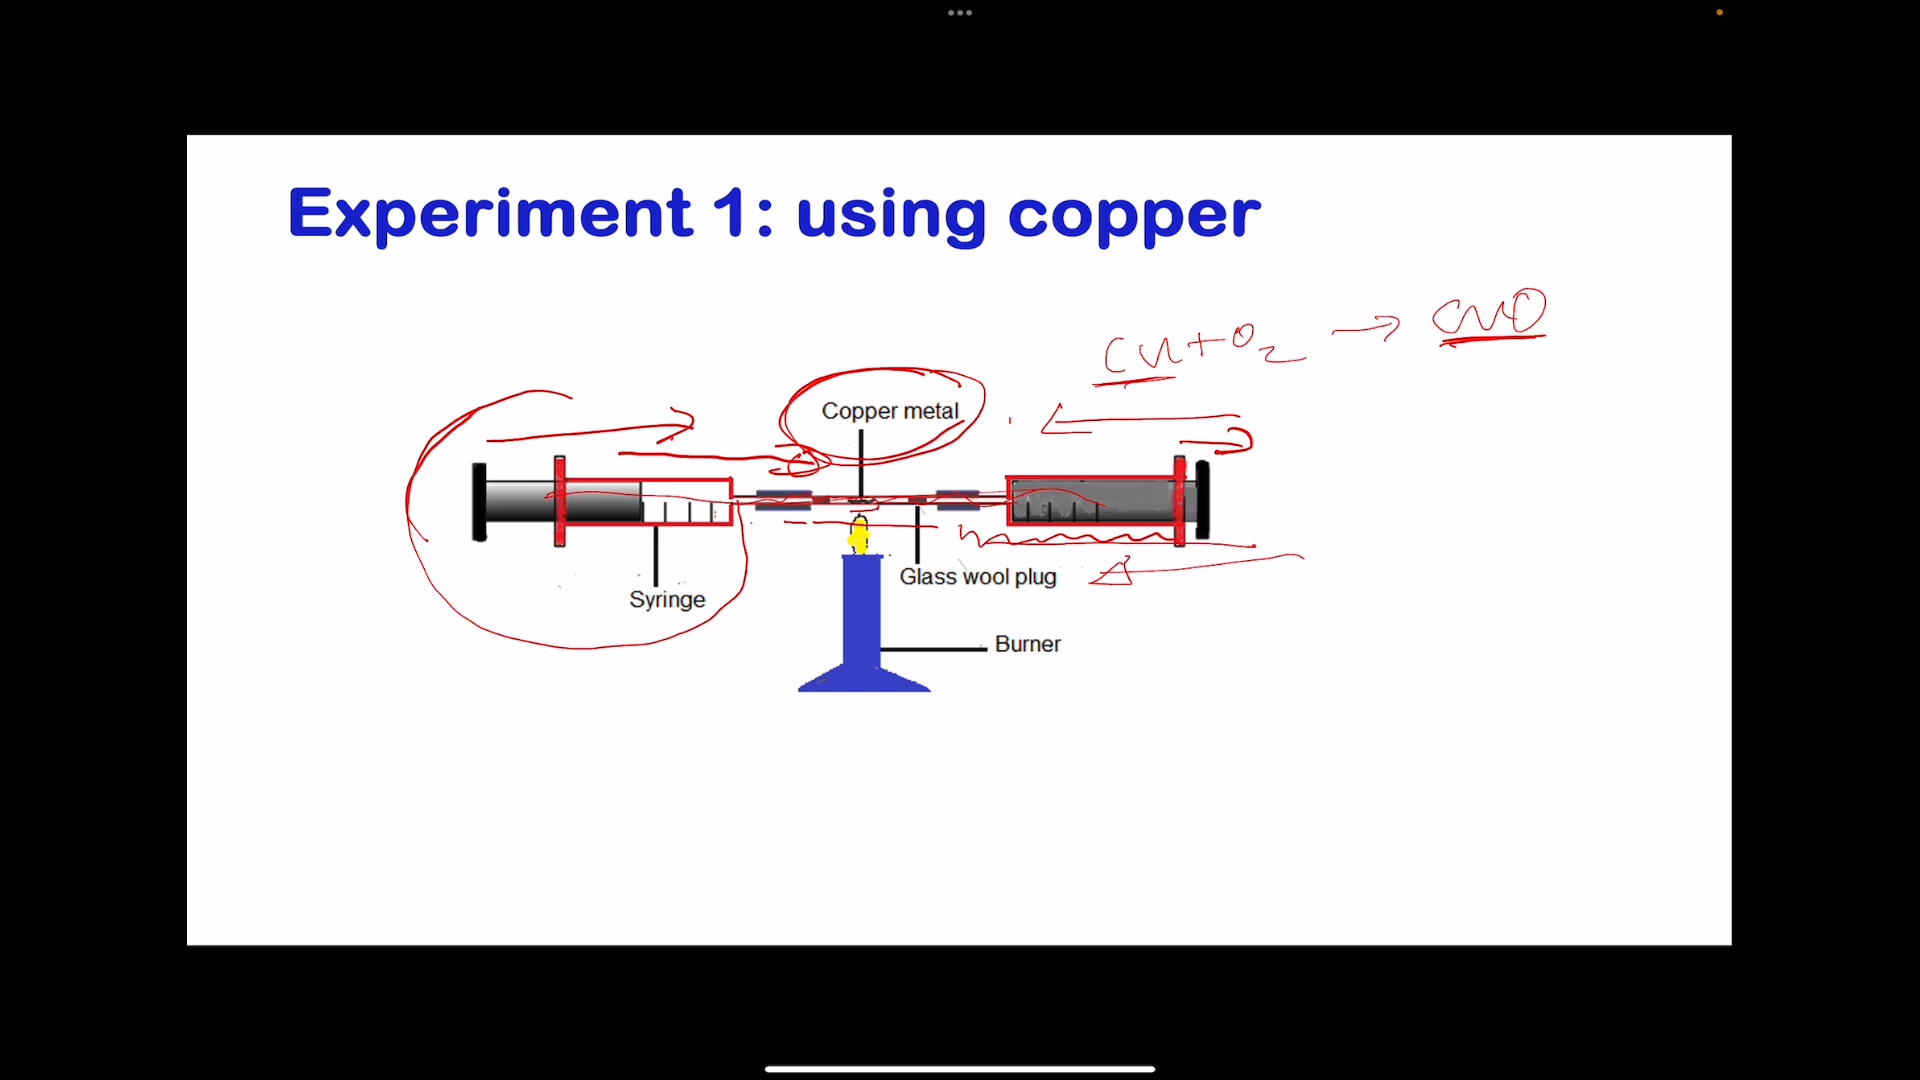 Experiment 1: using copper
Cu + O2 → CuO
Copper metal
Glass wool plug
Syringe
Burner